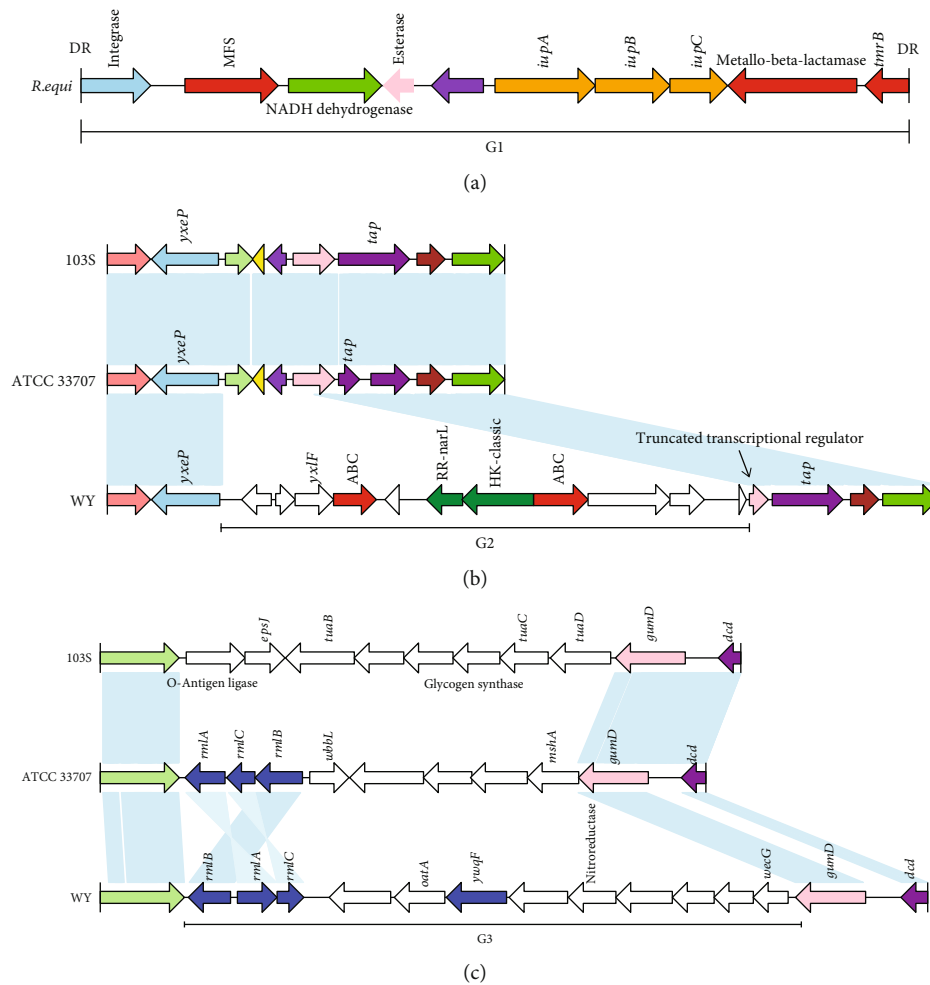 DR
Integrase
MFS
Esterase
iupA
iupB
iupC
Metallo-beta-lactamase
tmrB
DR
R.equi
NADH dehydrogenase
G1
(a)
yxeP
tap
103S
yxeP
tap
ATCC 33707
Truncated transcriptional regulator
yxeP
yxlF
ABC
RR-narL
HK-classic
ABC
tap
WY
G2
(b)
epsJ
tuaB
tuaC
tuaD
gumD
dcd
103S
O-Antigen ligase
Glycogen synthase
rmlA
rmlC
rmlB
wbbL
mshA
gumD
dcd
ATCC 33707
rmlB
rmlA
rmlC
oatA
ywqF
Nitroreductase
wecG
gumD
dcd
WY
G3
(c)